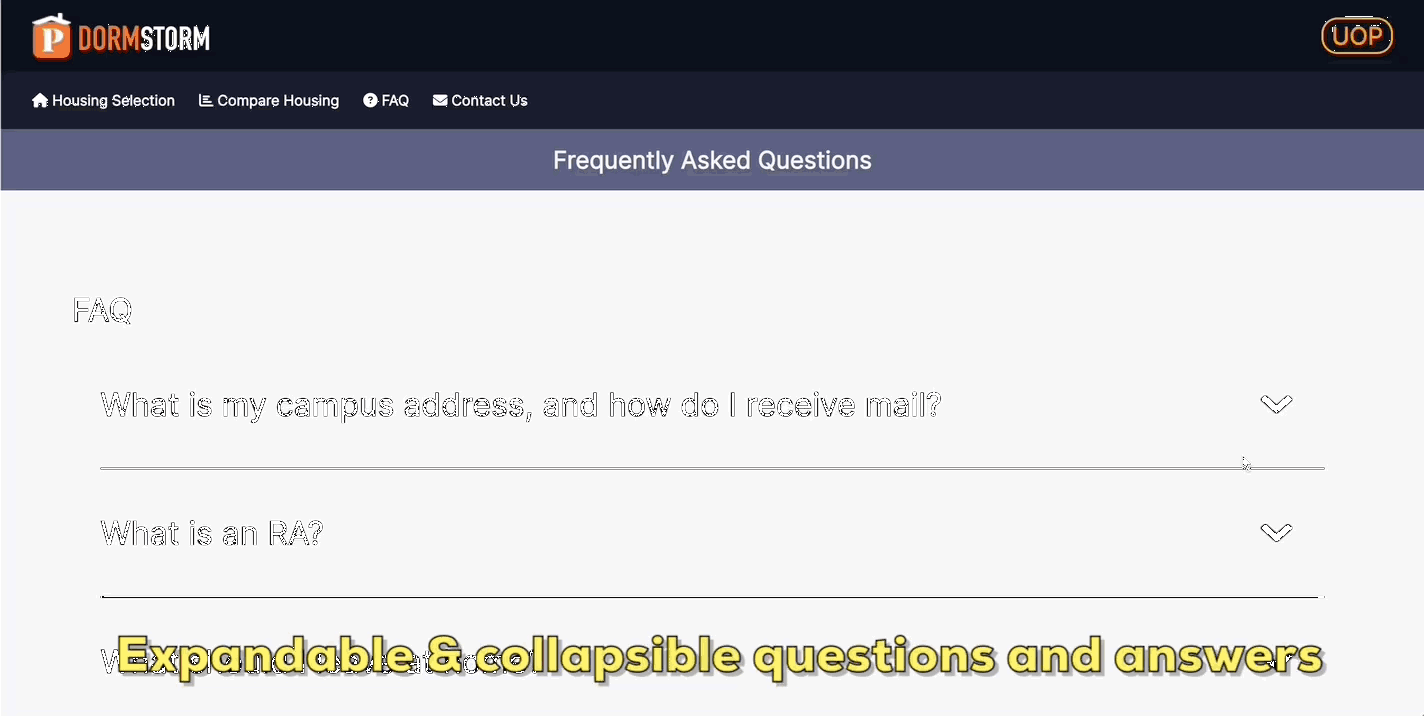 P DORMSTORM
UOP
Housing Selection Compare Housing ? FAQ Contact Us
Frequently Asked Questions
FAQ
What is my campus address, and how do I receive mail?
What is an RA?
Expandable & collapsible questions and answers